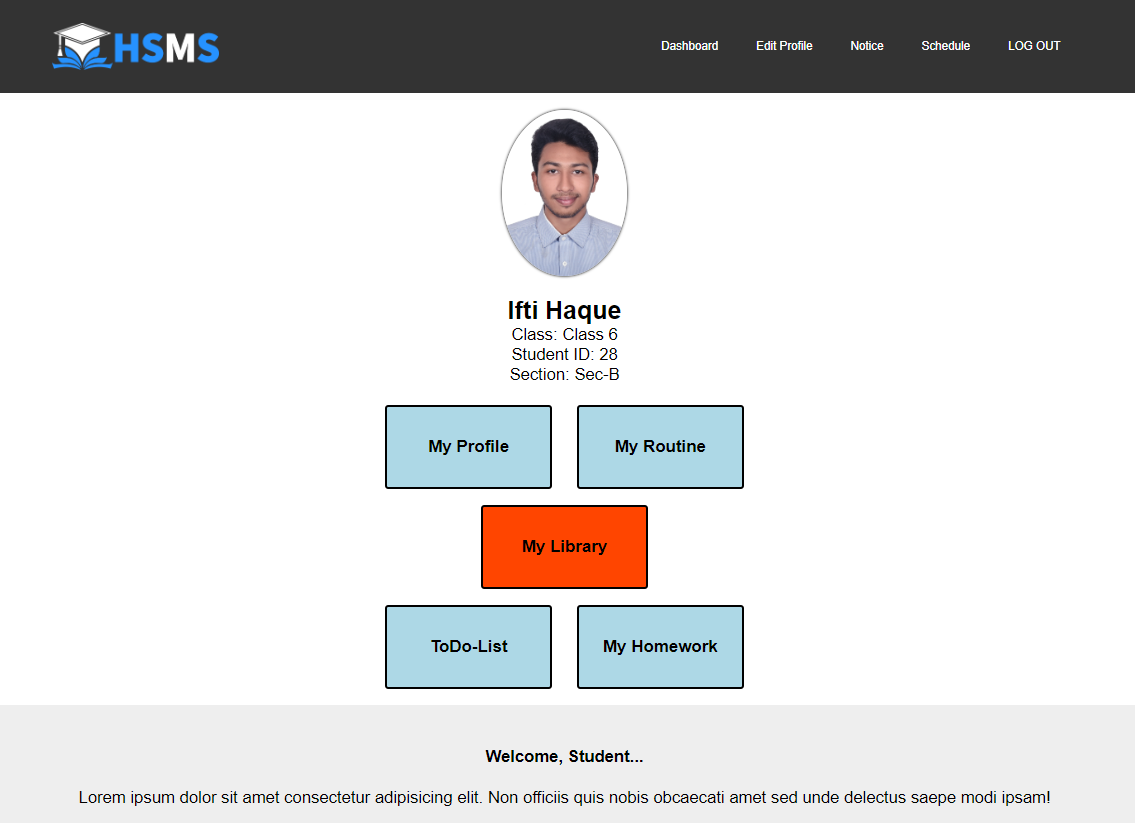 HSMS
Dashboard Edit Profile Notice Schedule LOG OUT
Ifti Haque
Class: Class 6
Student ID: 28
Section: Sec-B
My Profile My Routine
My Library
ToDo-List My Homework
Welcome, Student...
Lorem ipsum dolor sit amet consectetur adipisicing elit. Non officiis quis nobis obcaecati amet sed unde delectus saepe modi ipsam!